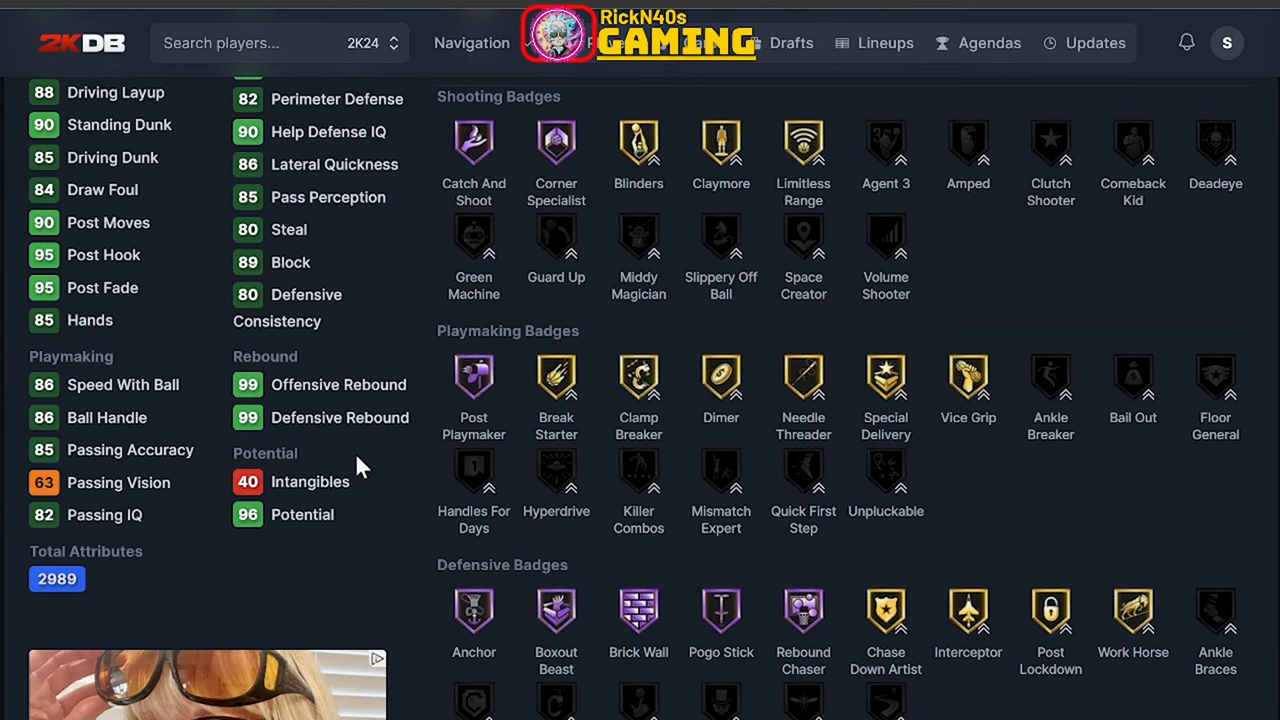 RickN40s
GAMING
2KDB
Search players...
2K24
Navigation
Drafts
Lineups
Agendas
Updates
S
88 Driving Layup
90 Standing Dunk
85 Driving Dunk
84 Draw Foul
90 Post Moves
95 Post Hook
95 Post Fade
85 Hands
Playmaking
86 Speed With Ball
86 Ball Handle
85 Passing Accuracy
63 Passing Vision
82 Passing IQ
Total Attributes
2989
82 Perimeter Defense
90 Help Defense IQ
86 Lateral Quickness
85 Pass Perception
80 Steal
89 Block
80 Defensive
Consistency
Rebound
99 Offensive Rebound
99 Defensive Rebound
Potential
40 Intangibles
96 Potential
Shooting Badges
Catch And
Shoot
Corner
Specialist
Blinders
Claymore
Limitless
Range
Agent 3
Amped
Clutch
Shooter
Comeback
Kid
Deadeye
Green
Machine
Guard Up
Middy
Magician
Slippery Off
Ball
Space
Creator
Volume
Shooter
Playmaking Badges
Post
Playmaker
Break
Starter
Clamp
Breaker
Dimer
Needle
Threader
Special
Delivery
Vice Grip
Ankle
Breaker
Bail Out
Floor
General
Handles For
Days
Hyperdrive
Killer
Combos
Mismatch
Expert
Quick First
Step
Unpluckable
Defensive Badges
Anchor
Boxout
Beast
Brick Wall
Pogo Stick
Rebound
Chaser
Chase
Down Artist
Interceptor
Post
Lockdown
Work Horse
Ankle
Braces